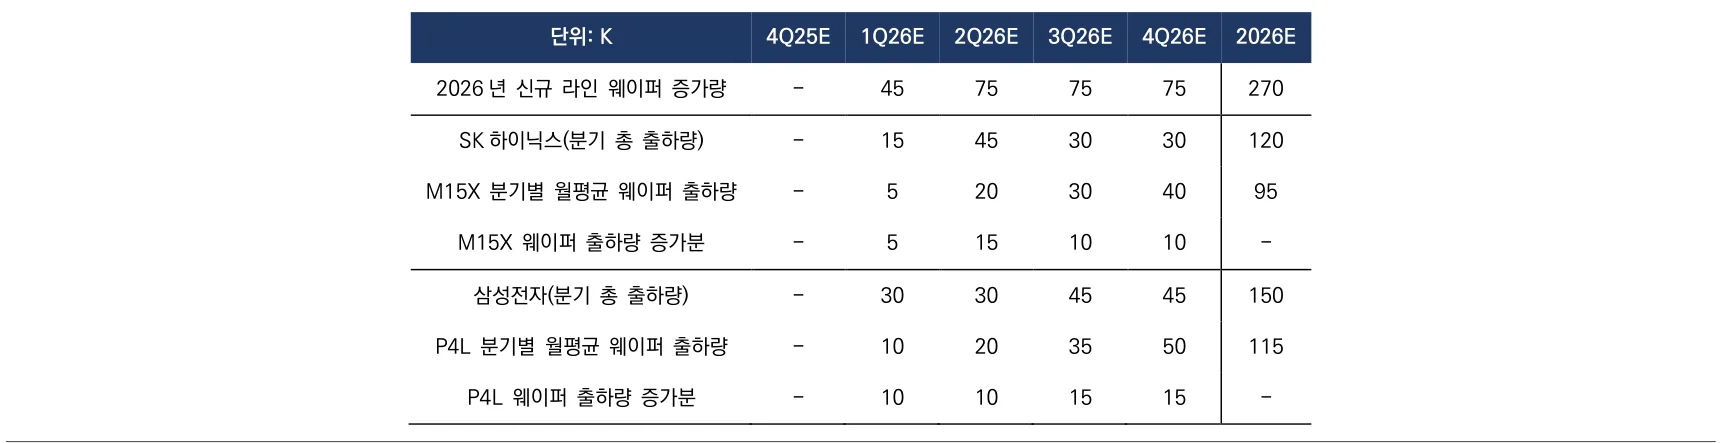 단위: K 4Q25E 1Q26E 2Q26E 3Q26E 4Q26E 2026E
2026년 신규 라인 웨이퍼 증가량 - 45 75 75 75 270
SK하이닉스(분기 총 출하량) - 15 45 30 30 120
M15X 분기별 월평균 웨이퍼 출하량 - 5 20 30 40 95
M15X 웨이퍼 출하량 증가분 - 5 15 10 10 -
삼성전자(분기 총 출하량) - 30 30 45 45 150
P4L 분기별 월평균 웨이퍼 출하량 - 10 20 35 50 115
P4L 웨이퍼 출하량 증가분 - 10 10 15 15 -